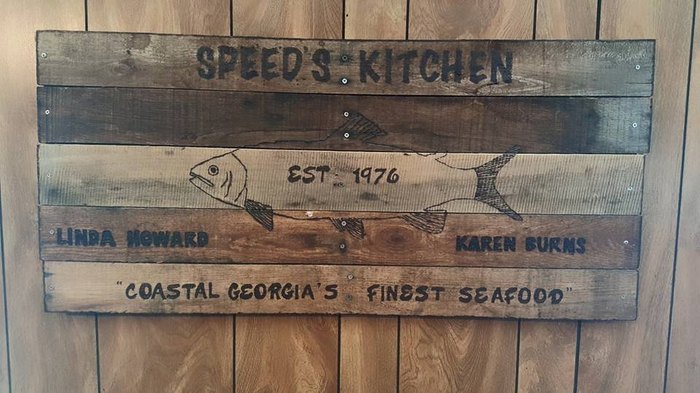 SPEED'S KITCHEN
EST 1976
LINDA HOWARD KAREN BURNS
"COASTAL GEORGIA'S FINEST SEAFOOD"